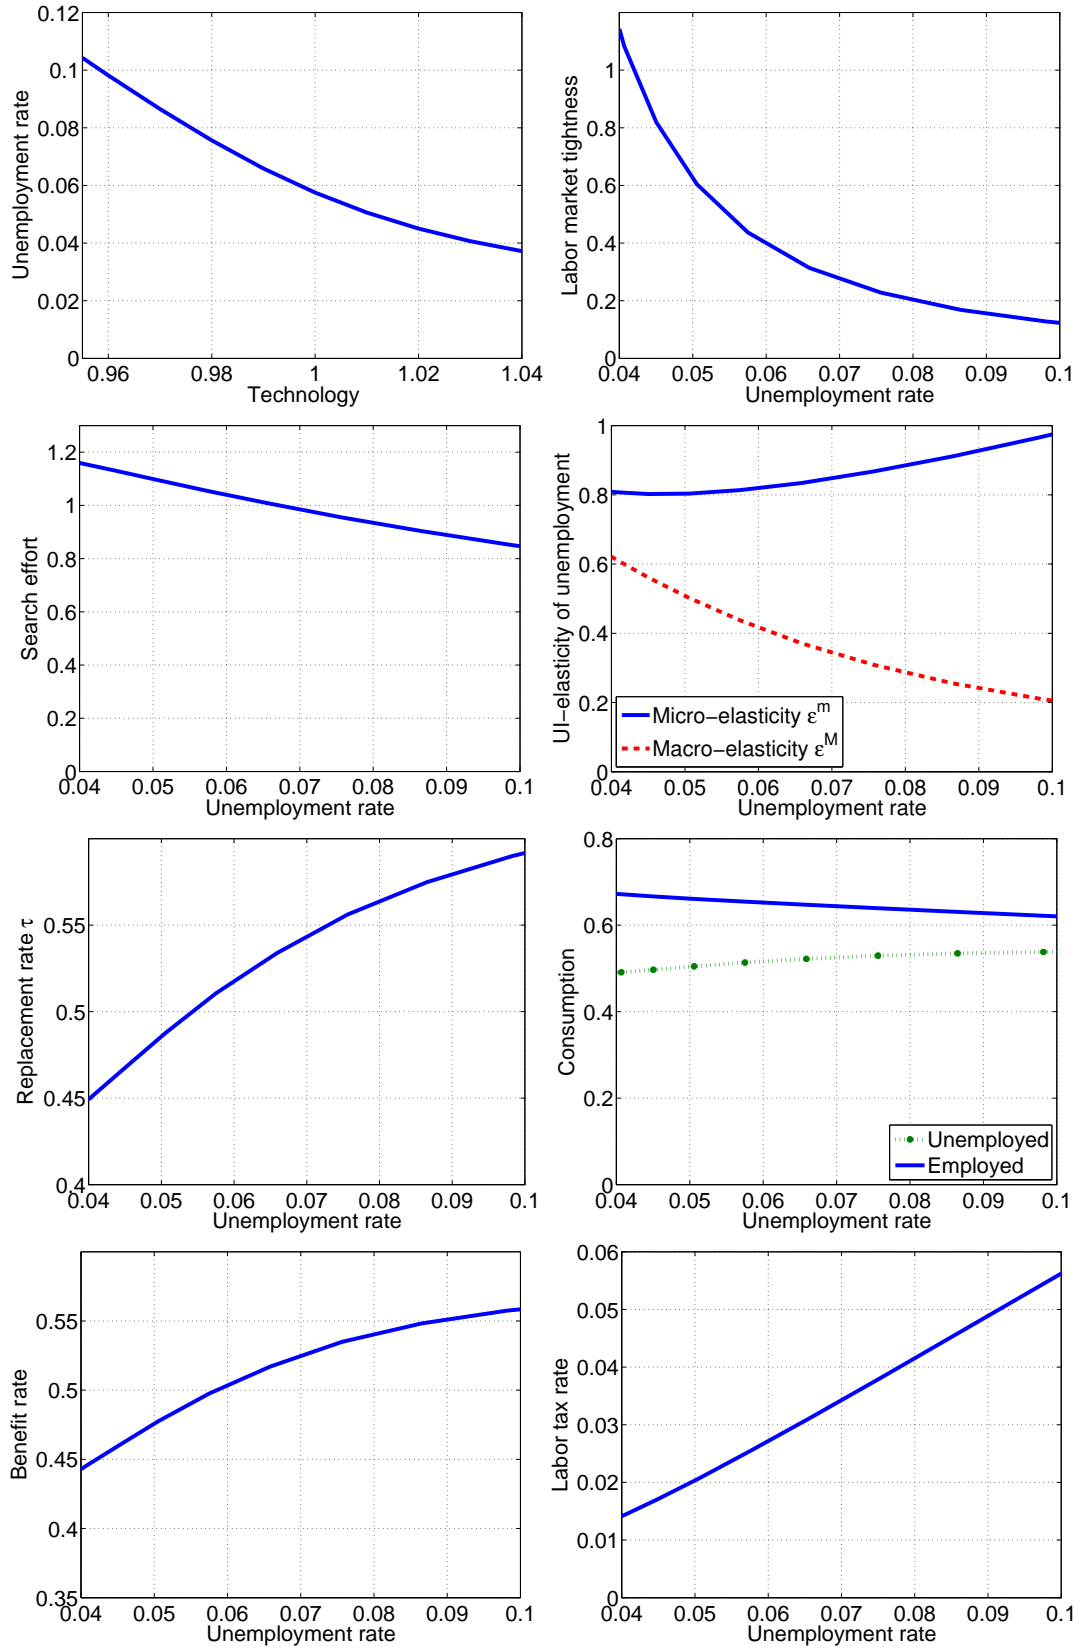 0.12
0.1
0.08
0.06
0.04
0.02
0
Unemployment rate
0.96 0.98 1 1.02 1.04
Technology
1
0.8
0.6
0.4
0.2
0
Labor market tightness
0.04 0.05 0.06 0.07 0.08 0.09 0.1
Unemployment rate
1.2
1
0.8
0.6
0.4
0.2
0
Search effort
0.04 0.05 0.06 0.07 0.08 0.09 0.1
Unemployment rate
1
0.8
0.6
0.4
0.2
0
UI−elasticity of unemployment
Micro−elasticity ε^m
Macro−elasticity ε^M
0.04 0.05 0.06 0.07 0.08 0.09 0.1
Unemployment rate
0.55
0.5
0.45
0.4
Replacement rate τ
0.04 0.05 0.06 0.07 0.08 0.09 0.1
Unemployment rate
0.8
0.6
0.4
0.2
0
Consumption
Unemployed
Employed
0.04 0.05 0.06 0.07 0.08 0.09 0.1
Unemployment rate
0.55
0.5
0.45
0.4
0.35
Benefit rate
0.04 0.05 0.06 0.07 0.08 0.09 0.1
Unemployment rate
0.06
0.05
0.04
0.03
0.02
0.01
0
Labor tax rate
0.04 0.05 0.06 0.07 0.08 0.09 0.1
Unemployment rate